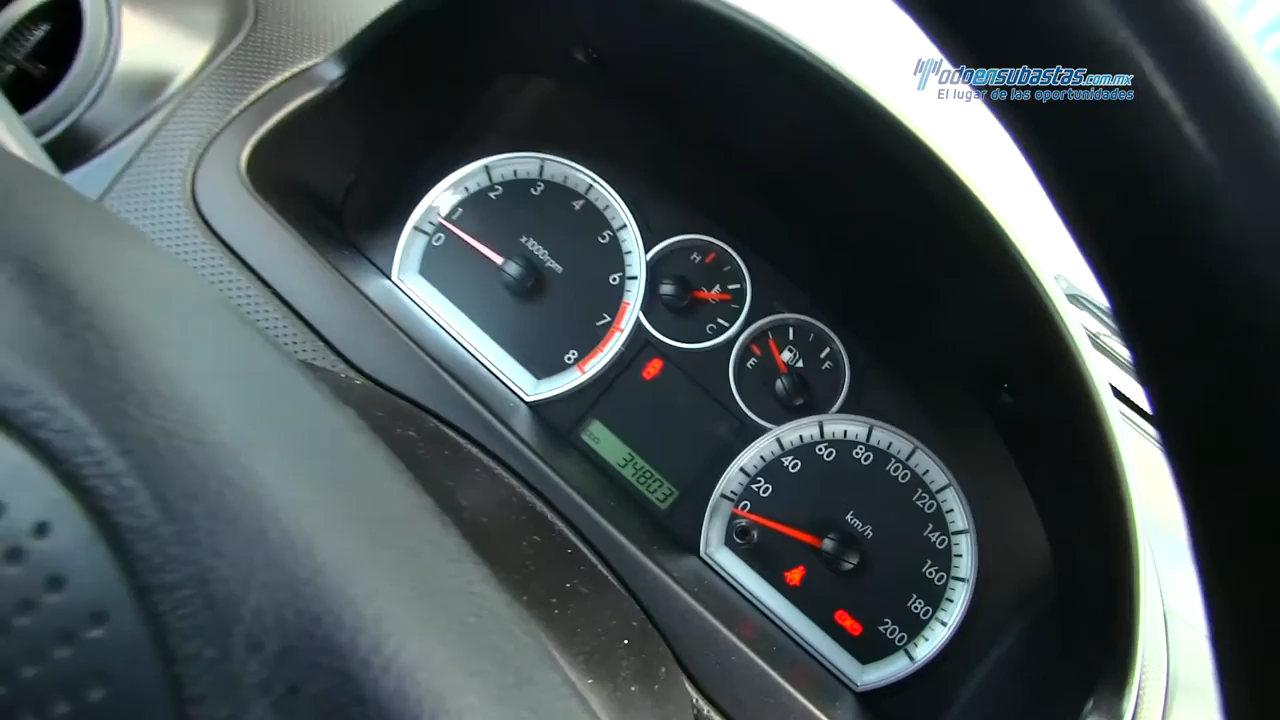 Todoensubastas.com.mx
El lugar de las oportunidades
0 1 2 3 4 5 6 7 8
x1000rpm
H
C
E
F
34803
0 20 40 60 80 100 120 140 160 180 200
km/h